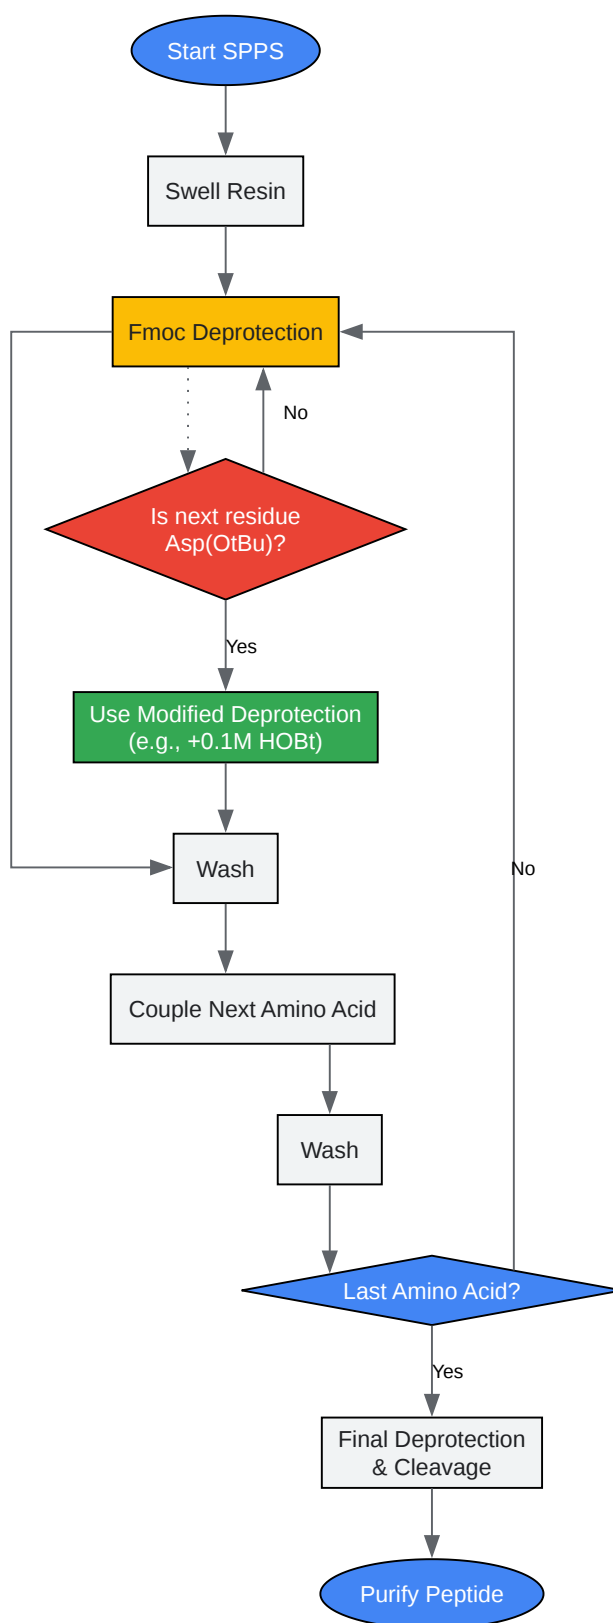 Start SPPS
Swell Resin
Fmoc Deprotection
No
Is next residue
Asp(OtBu)?
Yes
Use Modified Deprotection
(e.g., +0.1M HOBt)
Wash
No
Couple Next Amino Acid
Wash
Last Amino Acid?
Yes
Final Deprotection
& Cleavage
Purify Peptide